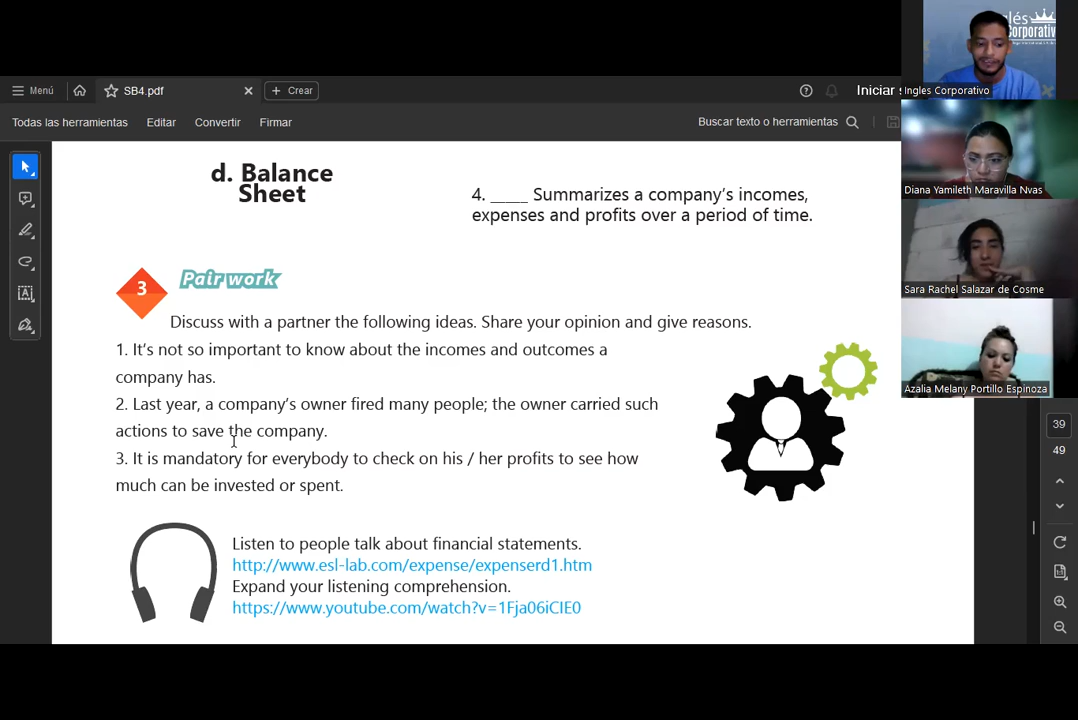 glés
Corporativ
Menú
SB4.pdf
Crear
Iniciar s
Ingles Corporativo
Todas las herramientas
Editar
Convertir
Firmar
Buscar texto o herramientas
d. Balance
Sheet
4. ____ Summarizes a company's incomes,
expenses and profits over a period of time.
Diana Yamileth Maravilla Nvas
3
Pair work
Sara Rachel Salazar de Cosme
Discuss with a partner the following ideas. Share your opinion and give reasons.
1. It's not so important to know about the incomes and outcomes a
company has.
2. Last year, a company's owner fired many people; the owner carried such
actions to save the company.
3. It is mandatory for everybody to check on his / her profits to see how
much can be invested or spent.
Azalia Melany Portillo Espinoza
39
49
Listen to people talk about financial statements.
http://www.esl-lab.com/expense/expenserd1.htm
Expand your listening comprehension.
https://www.youtube.com/watch?v=1Fja06iCIE0